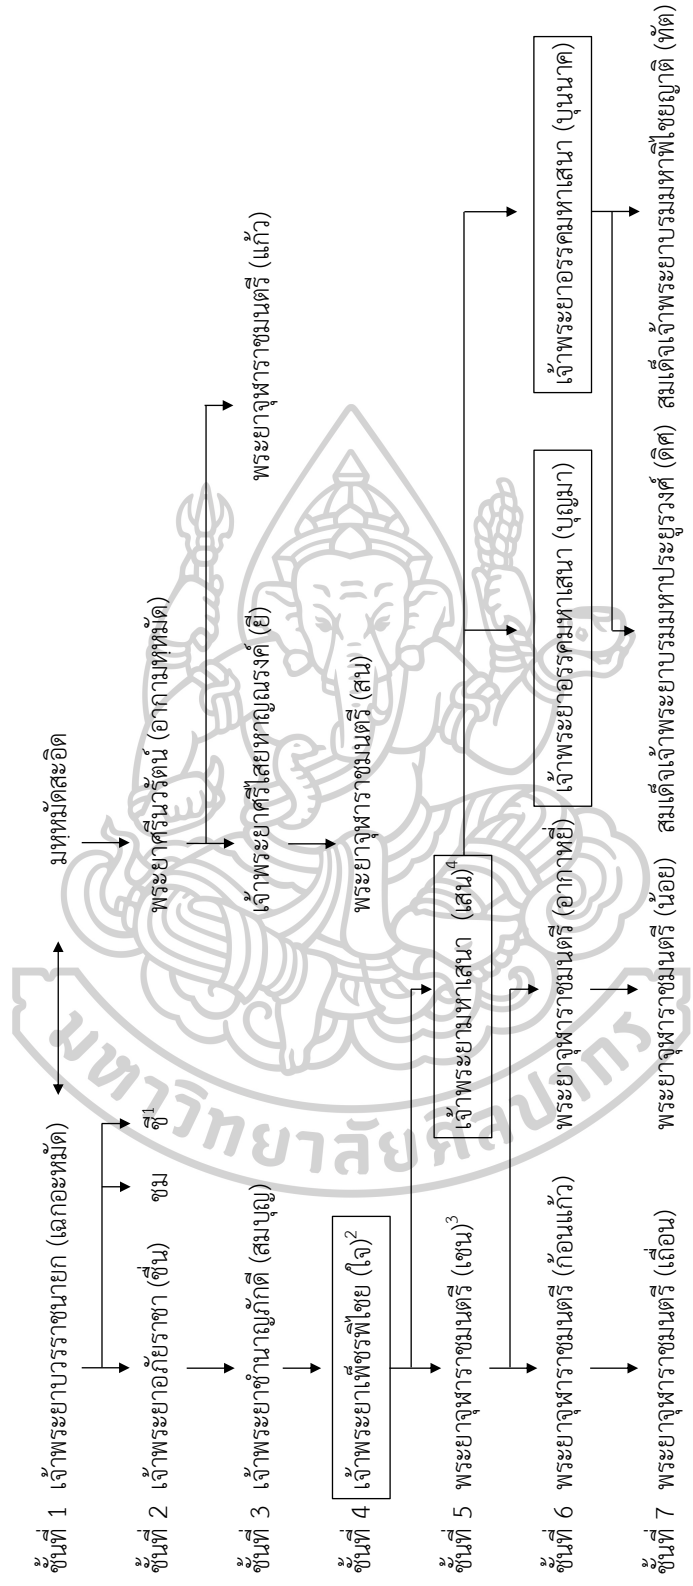 ชั้นที่ 1 เจ้าพระยาบวรราชนายก (เฉกอะหมัด) มหฺหมัดสะอิด
ชั้นที่ 2 เจ้าพระยาอภัยราชา (ชื่น) ชม ชี¹ พระยาศรีนวรัตน์ (อากามหฺหมัด)
ชั้นที่ 3 เจ้าพระยาชำนาญภักดี (สมบุญ) เจ้าพระยาศรีไสยหาญณรงค์ (ยี) พระยาจุฬาราชมนตรี (แก้ว)
ชั้นที่ 4 เจ้าพระยาเพ็ชรพิไชย (ใจ)² พระยาจุฬาราชมนตรี (สน)
ชั้นที่ 5 พระยาจุฬาราชมนตรี (เชน)³ เจ้าพระยามหาเสนา (เสน)⁴
ชั้นที่ 6 พระยาจุฬาราชมนตรี (ก้อนแก้ว) พระยาจุฬาราชมนตรี (อากาหยี่) เจ้าพระยาอรรคมหาเสนา (บุญมา) เจ้าพระยาอรรคมหาเสนา (บุนนาค)
ชั้นที่ 7 พระยาจุฬาราชมนตรี (เถื่อน) พระยาจุฬาราชมนตรี (น้อย) สมเด็จเจ้าพระยาบรมมหาประยูรวงศ์ (ดิศ) สมเด็จเจ้าพระยาบรมมหาพิไชยญาติ (ทัต)
มหาวิทยาลัยศิลปากร